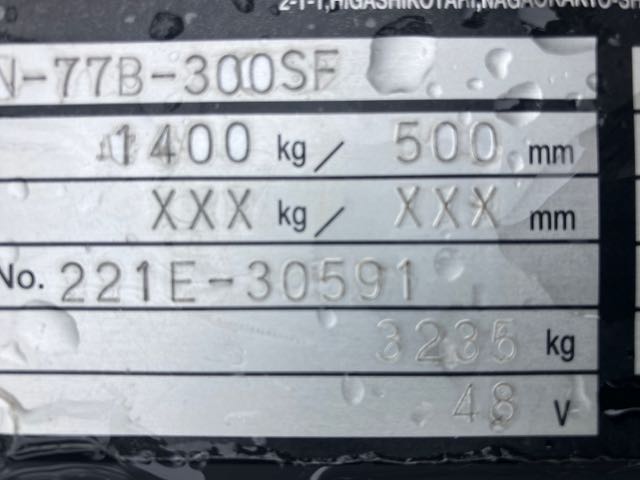 2-1-1, HIGASHIKOTARI, NAGAOKAKYO-SH
N-77B-300SF
1400 kg/ 500 mm
XXX kg/ XXX mm
No. 221E-30591
3235 kg
48 V